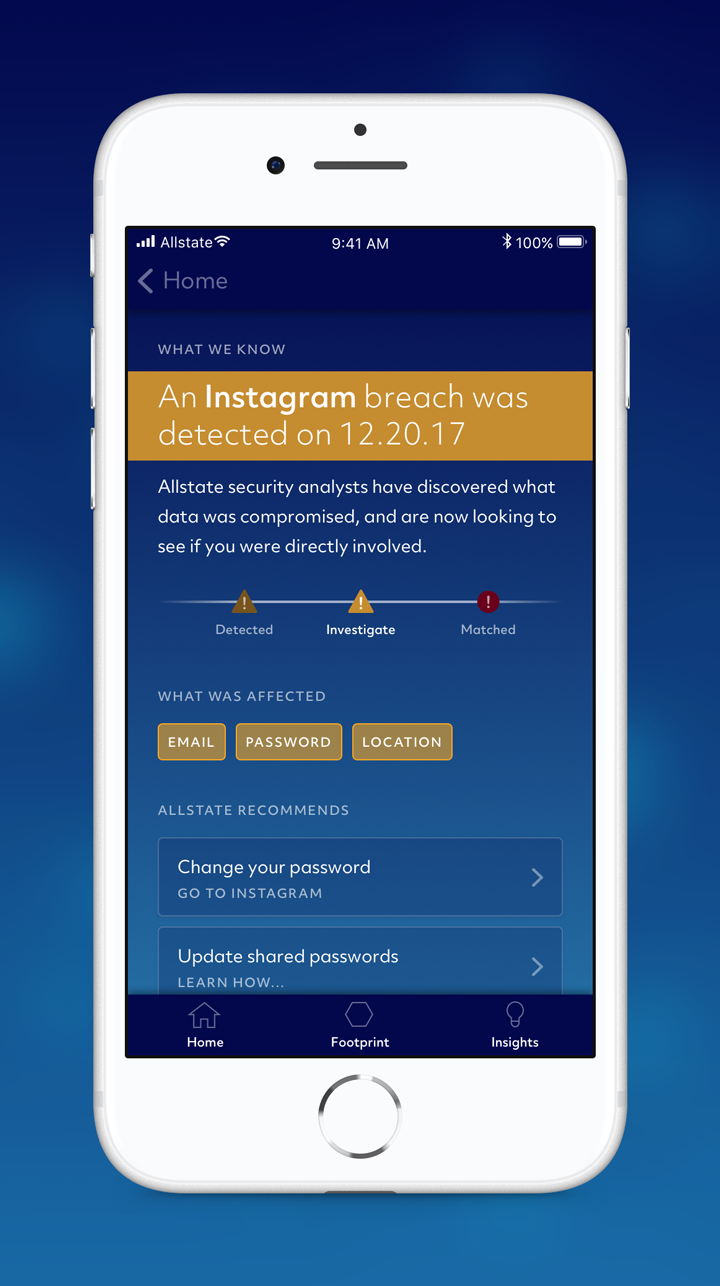 Allstate 9:41 AM 100%
Home
WHAT WE KNOW
An Instagram breach was
detected on 12.20.17
Allstate security analysts have discovered what
data was compromised, and are now looking to
see if you were directly involved.
Detected Investigate Matched
WHAT WAS AFFECTED
EMAIL PASSWORD LOCATION
ALLSTATE RECOMMENDS
Change your password
GO TO INSTAGRAM
Update shared passwords
LEARN HOW...
Home Footprint Insights